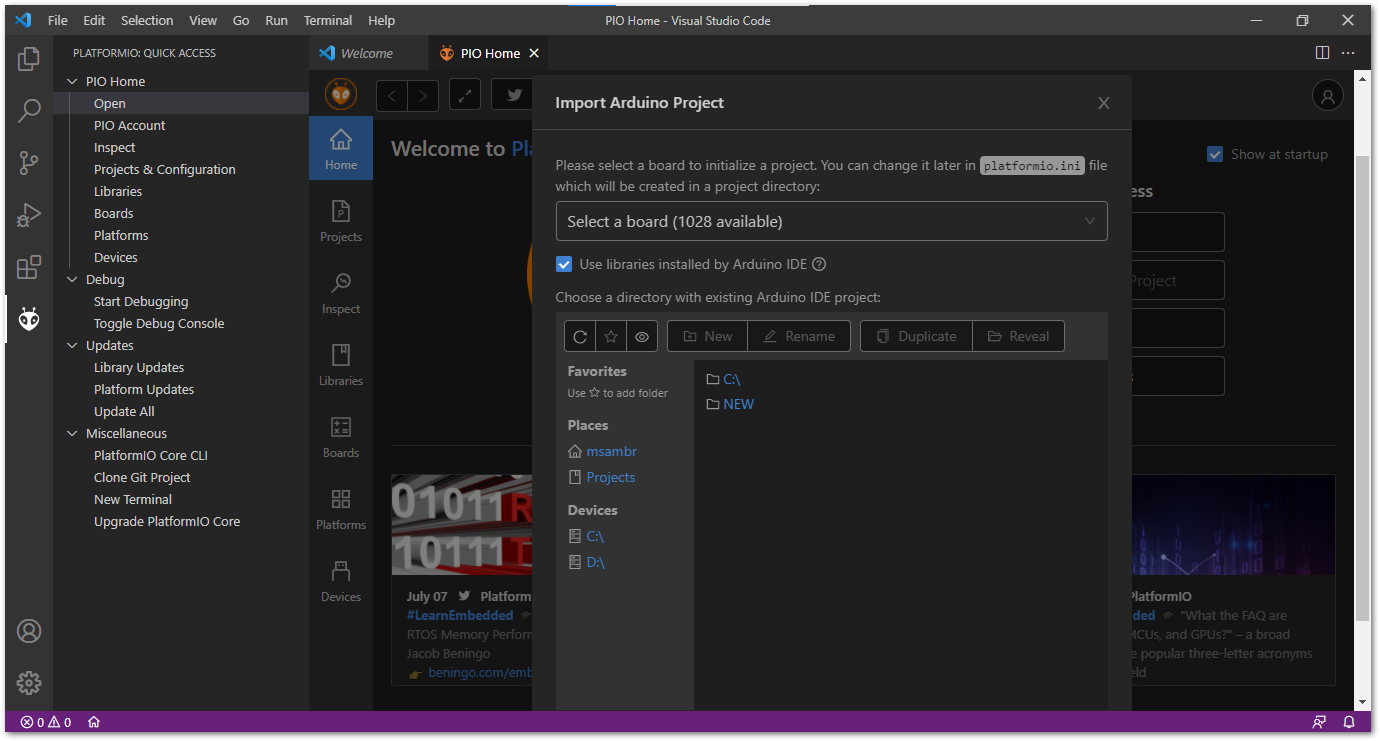 File Edit Selection View Go Run Terminal Help
PIO Home - Visual Studio Code
PLATFORMIO: QUICK ACCESS
PIO Home
Open
PIO Account
Inspect
Projects & Configuration
Libraries
Boards
Platforms
Devices
Debug
Start Debugging
Toggle Debug Console
Updates
Library Updates
Platform Updates
Update All
Miscellaneous
PlatformIO Core CLI
Clone Git Project
New Terminal
Upgrade PlatformIO Core
Welcome
PIO Home
Home
Projects
Inspect
Libraries
Boards
Platforms
Devices
Welcome to Pl
Show at startup
ess
Project
s
Import Arduino Project
Please select a board to initialize a project. You can change it later in platformio.ini file
which will be created in a project directory:
Select a board (1028 available)
Use libraries installed by Arduino IDE
Choose a directory with existing Arduino IDE project:
New Rename Duplicate Reveal
Favorites
Use ☆ to add folder
Places
msambr
Projects
Devices
C:\
D:\
C:\
NEW
01011R
10111T
July 07 Platform
#LearnEmbedded
RTOS Memory Perform
Jacob Beningo
beningo.com/emb
PlatformIO
ded "What the FAQ are
MCUs, and GPUs?" – a broad
e popular three-letter acronyms
eld
0 0